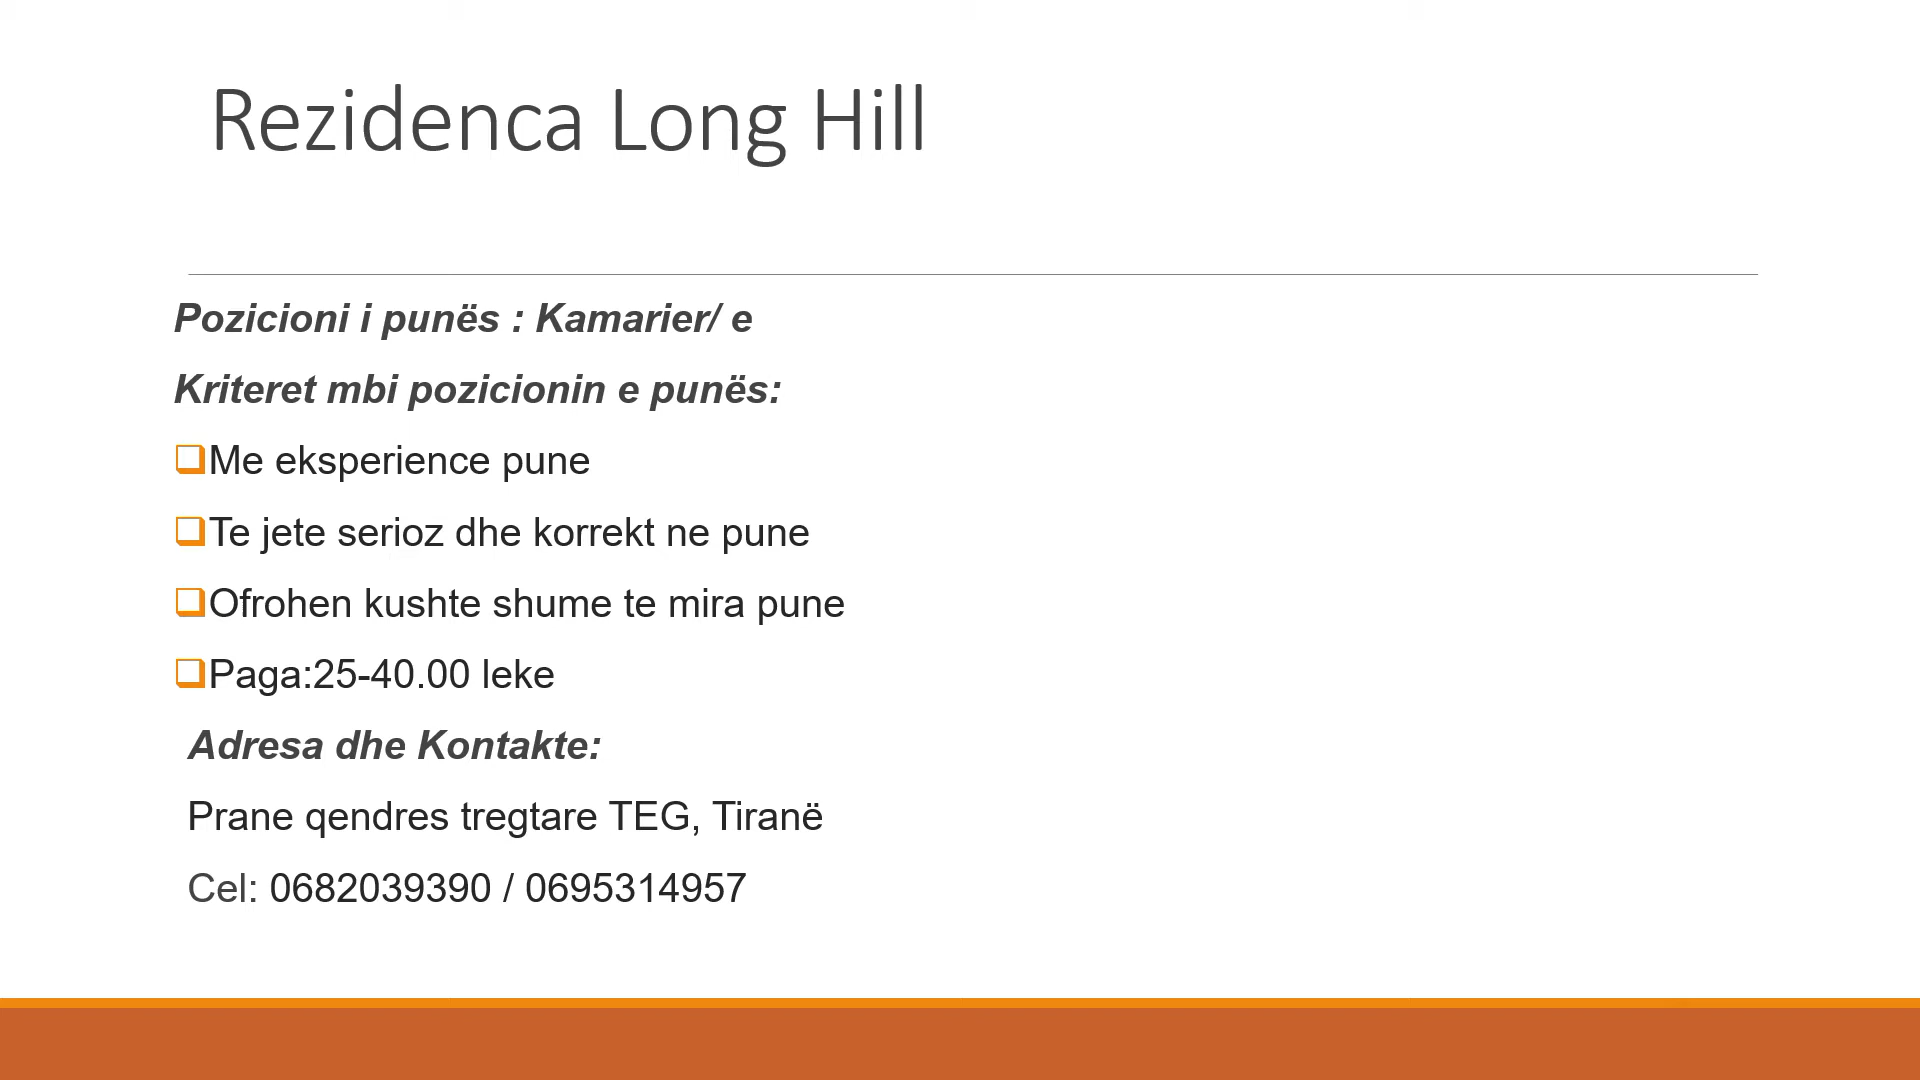 Rezidenca Long Hill
Pozicioni i punës : Kamarier/ e
Kriteret mbi pozicionin e punës:
Me eksperience pune
Te jete serioz dhe korrekt ne pune
Ofrohen kushte shume te mira pune
Paga:25-40.00 leke
Adresa dhe Kontakte:
Prane qendres tregtare TEG, Tiranë
Cel: 0682039390 / 0695314957